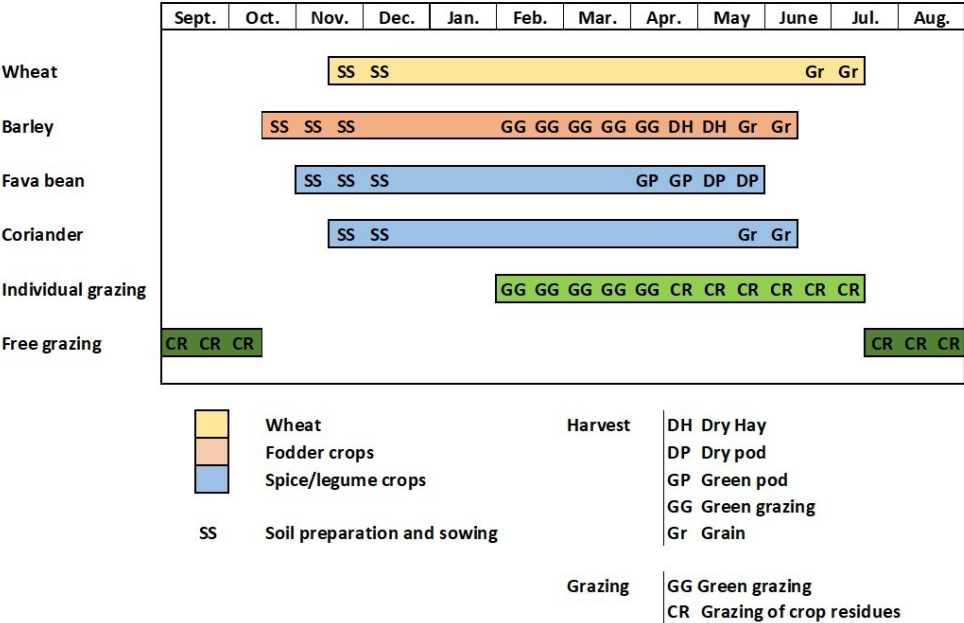 Sept. Oct. Nov. Dec. Jan. Feb. Mar. Apr. May June Jul. Aug.
Wheat SS SS Gr Gr
Barley SS SS SS GG GG GG GG GG DH DH Gr Gr
Fava bean SS SS SS GP GP DP DP
Coriander SS SS Gr Gr
Individual grazing GG GG GG GG GG CR CR CR CR CR CR
Free grazing CR CR CR CR CR CR
Wheat Harvest DH Dry Hay
Fodder crops DP Dry pod
Spice/legume crops GP Green pod
GG Green grazing
SS Soil preparation and sowing Gr Grain
Grazing GG Green grazing
CR Grazing of crop residues